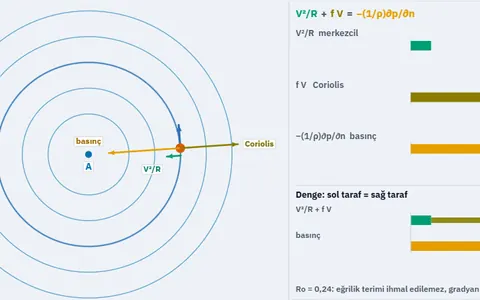 basınç
A
V²/R
Coriolis
V²/R + f V = −(1/ρ)∂p/∂n
V²/R merkezcil
f V Coriolis
−(1/ρ)∂p/∂n basınç
Denge: sol taraf = sağ taraf
V²/R + f V
basınç
Ro = 0,24: eğrilik terimi ihmal edilemez, gradyan